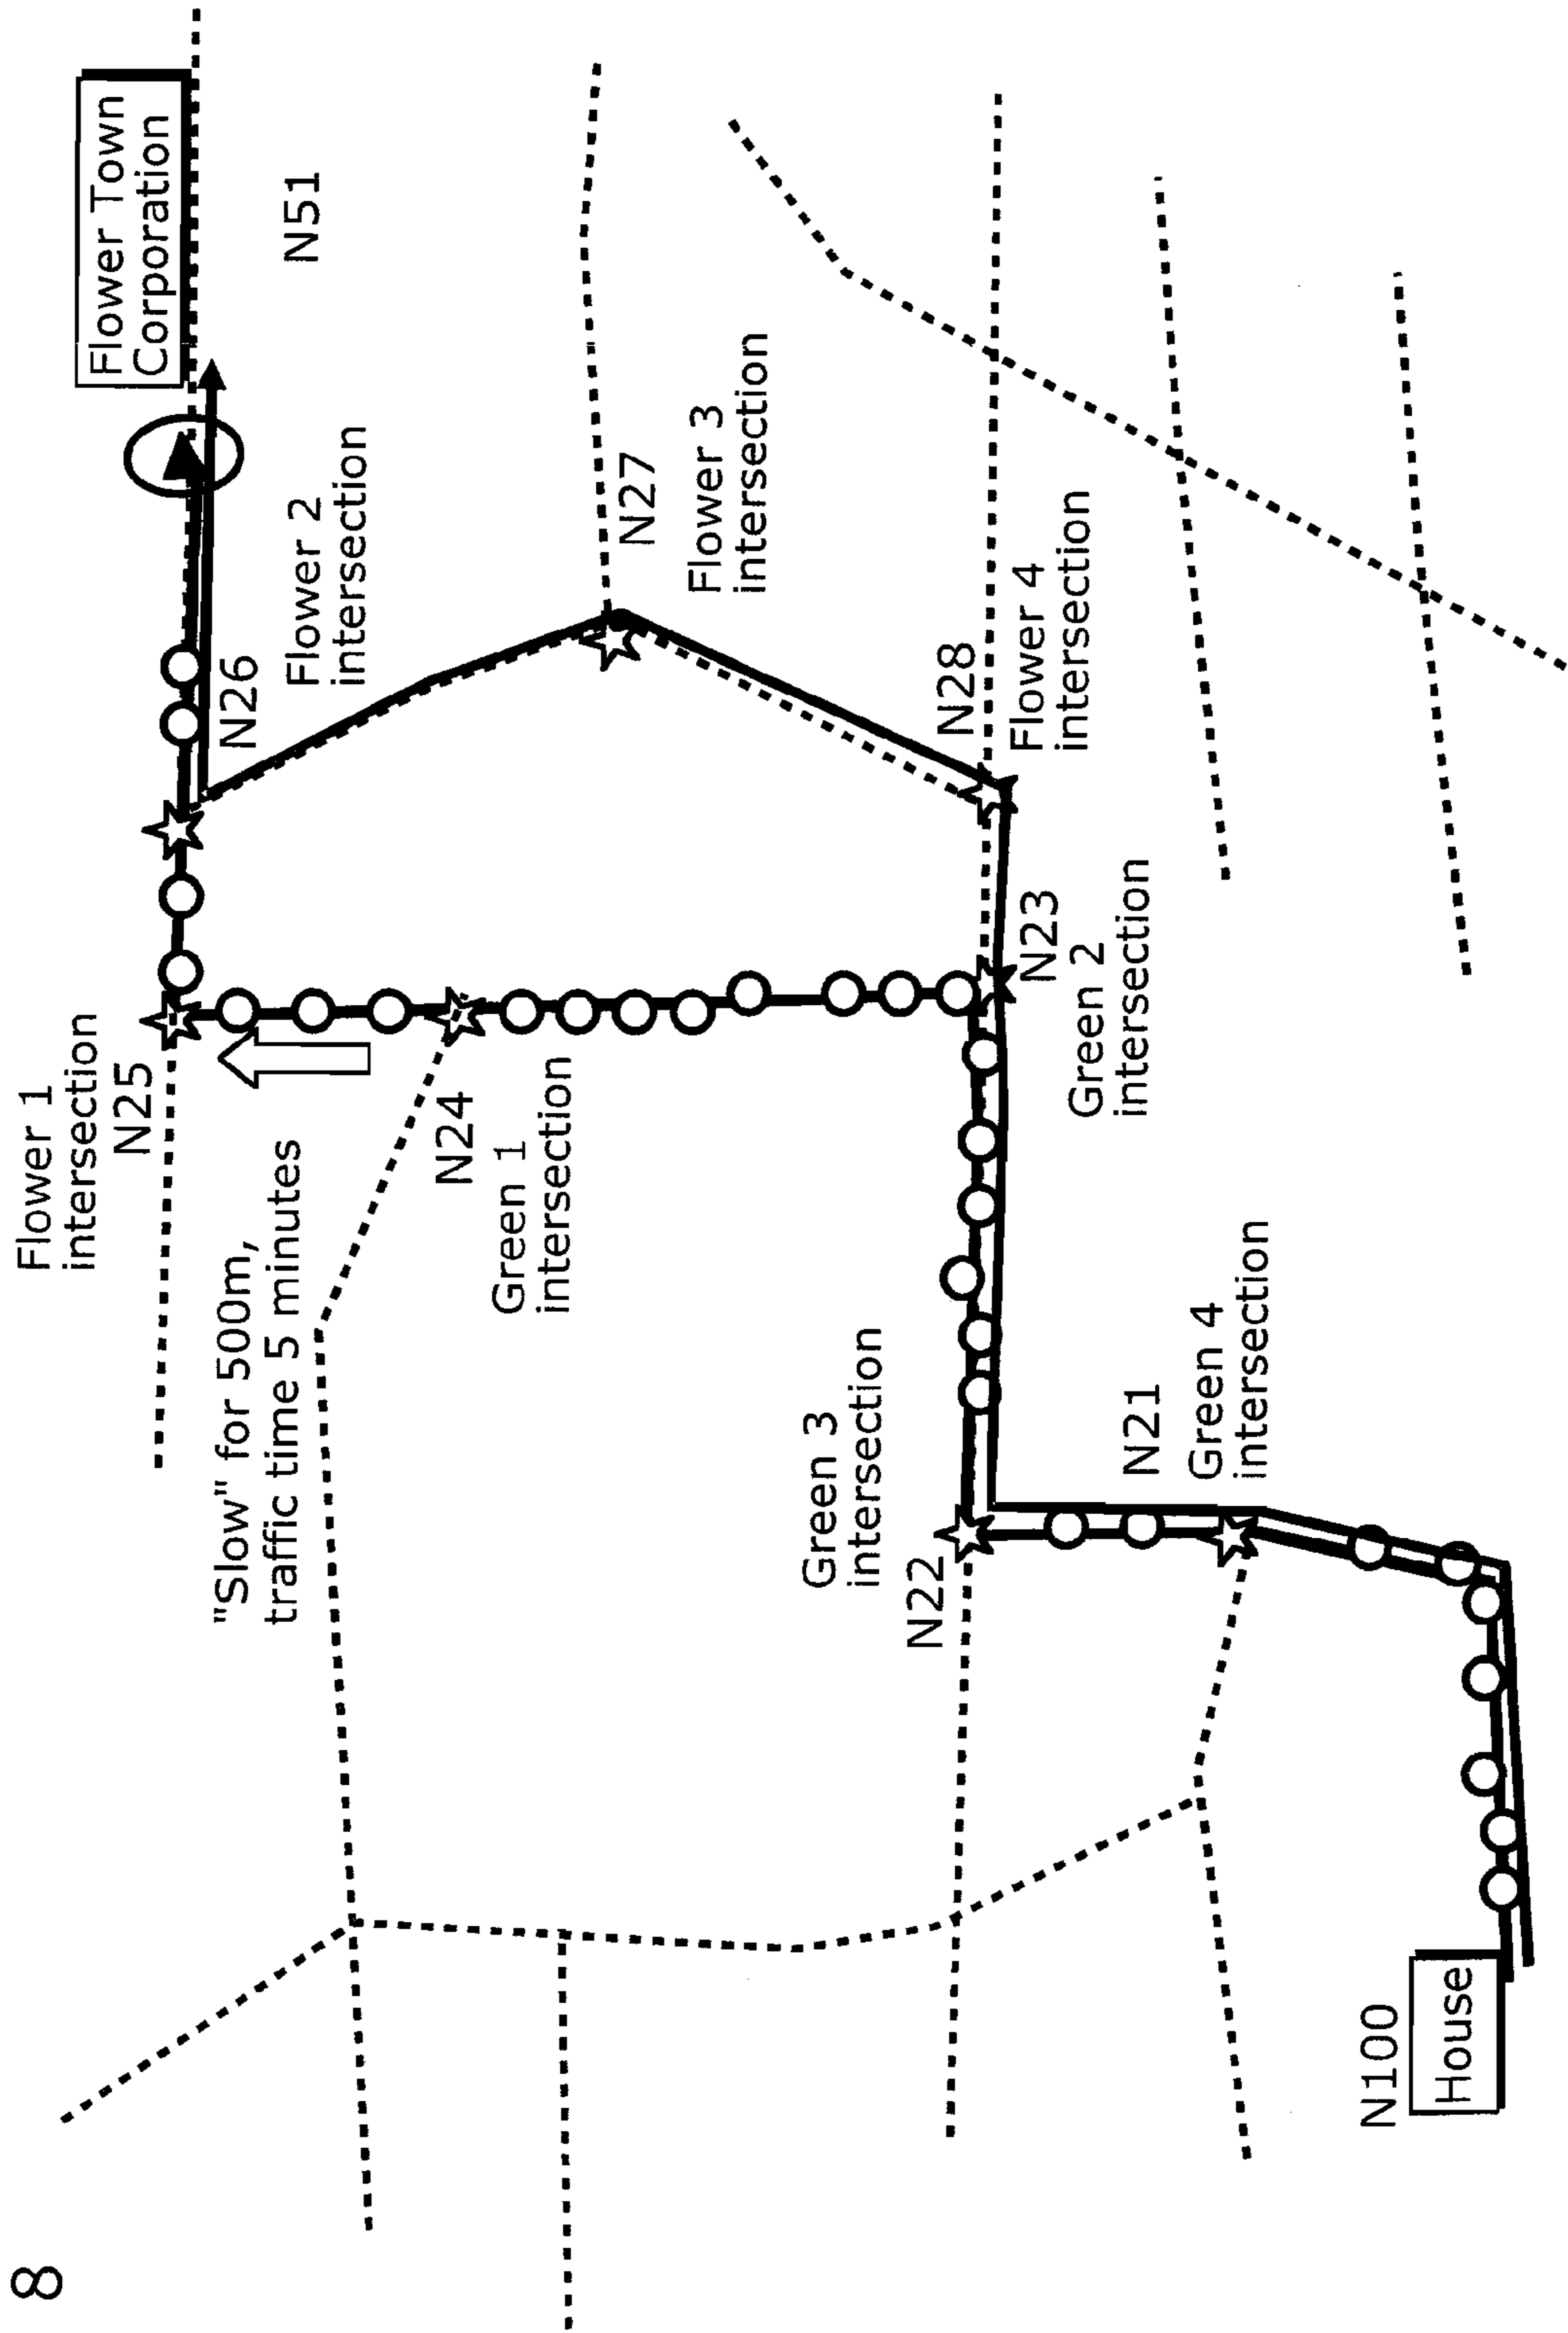 8
Flower 1
intersection
N25
Flower Town
Corporation
"Slow" for 500m,
traffic time 5 minutes
N26
Flower 2
intersection
N51
N24
Green 1
intersection
N27
Flower 3
intersection
Green 3
intersection
N22
N28
Flower 4
intersection
N23
Green 2
intersection
N21
Green 4
intersection
N100
House